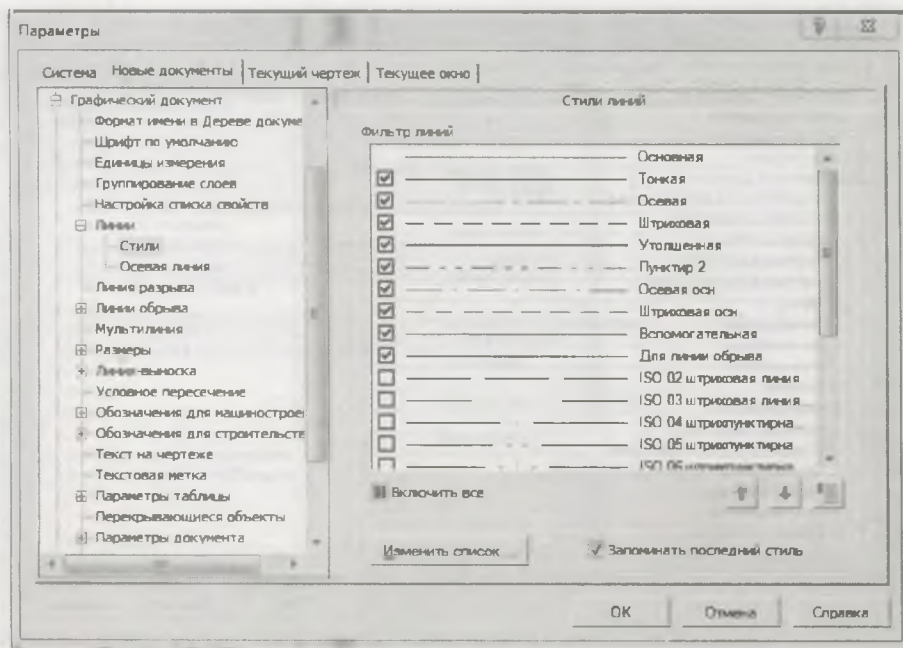 Параметры
Система Новые документы Текущий чертеж Текущее окно
Графический документ
Формат имени в Дереве докуме
Шрифт по умолчанию
Единицы измерения
Группирование слоев
Настройка списка свойств
Линии
Стили
Осевая линия
Линия разрыва
Линии обрыва
Мультилиния
Размеры
Линия-выноска
Условное пересечение
Обозначения для машинострое
Обозначения для строительств
Текст на чертеже
Текстовая метка
Параметры таблицы
Перекрывающиеся объекты
Параметры документа
Стили линий
Фильтр линий
Основная
Тонкая
Осевая
Штриховая
Утолщенная
Пунктир 2
Осевая осн
Штриховая осн
Вспомогательная
Для линии обрыва
ISO 02 штриховая линия
ISO 03 штриховая линия
ISO 04 штрихпунктирна
ISO 05 штрихпунктирна
ISO 06 штрихпунктирна
Включить все
Изменить список...
Запоминать последний стиль
OK Отмена Справка